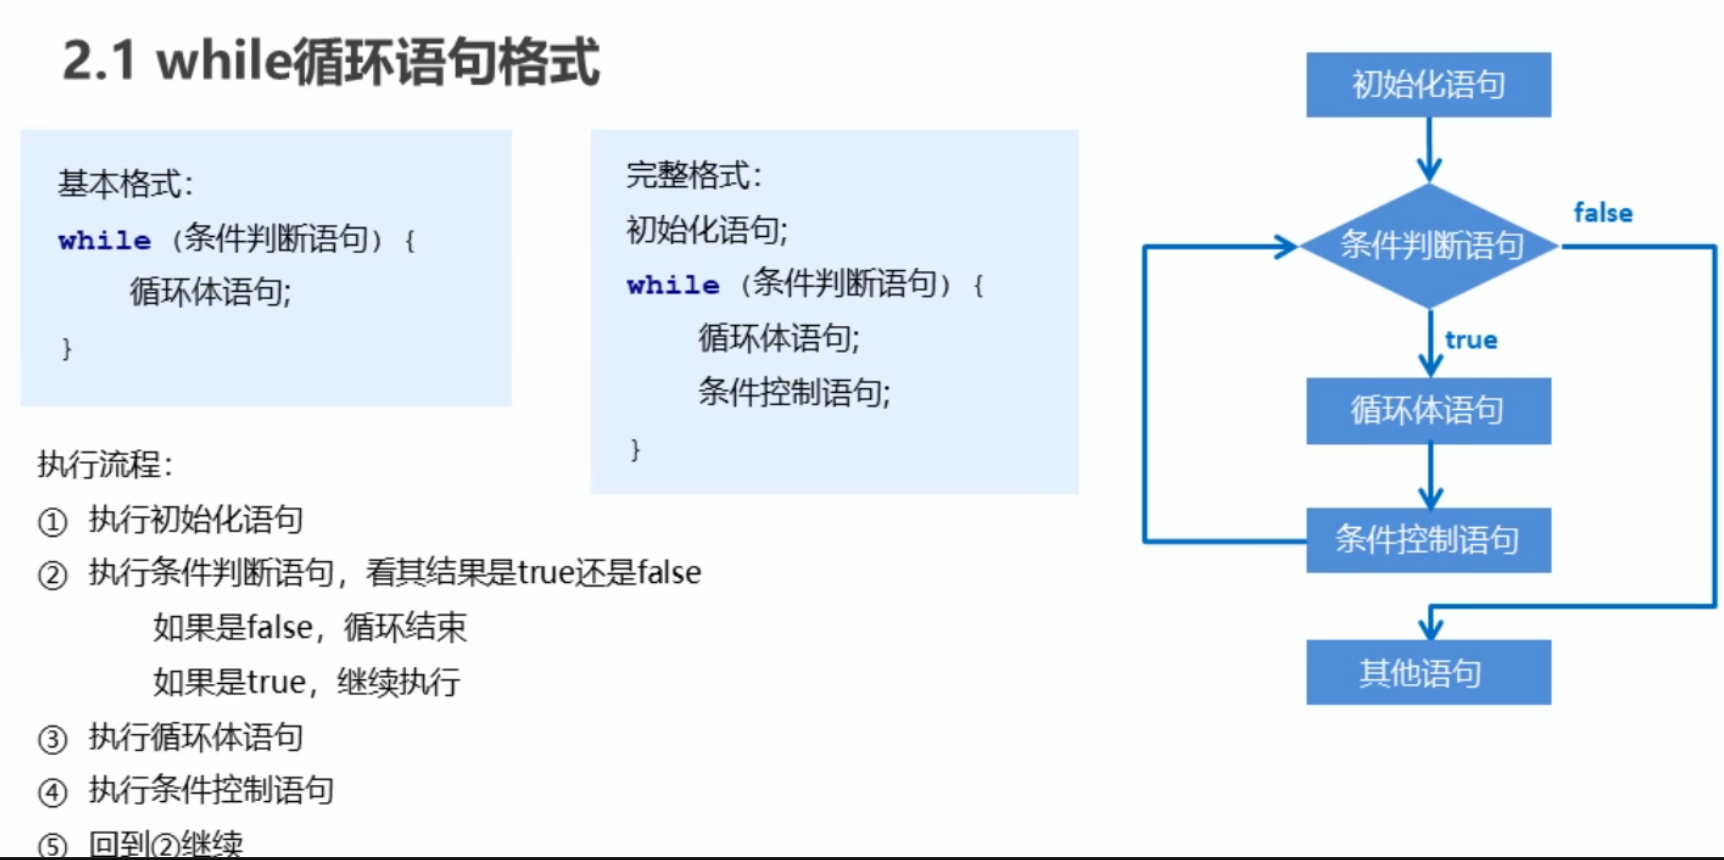 2.1 while循环语句格式
基本格式：
while (条件判断语句) {
循环体语句;
}
完整格式：
初始化语句;
while (条件判断语句) {
循环体语句;
条件控制语句;
}
执行流程：
① 执行初始化语句
② 执行条件判断语句，看其结果是true还是false
如果是false，循环结束
如果是true，继续执行
③ 执行循环体语句
④ 执行条件控制语句
⑤ 回到②继续
初始化语句
条件判断语句
false
true
循环体语句
条件控制语句
其他语句